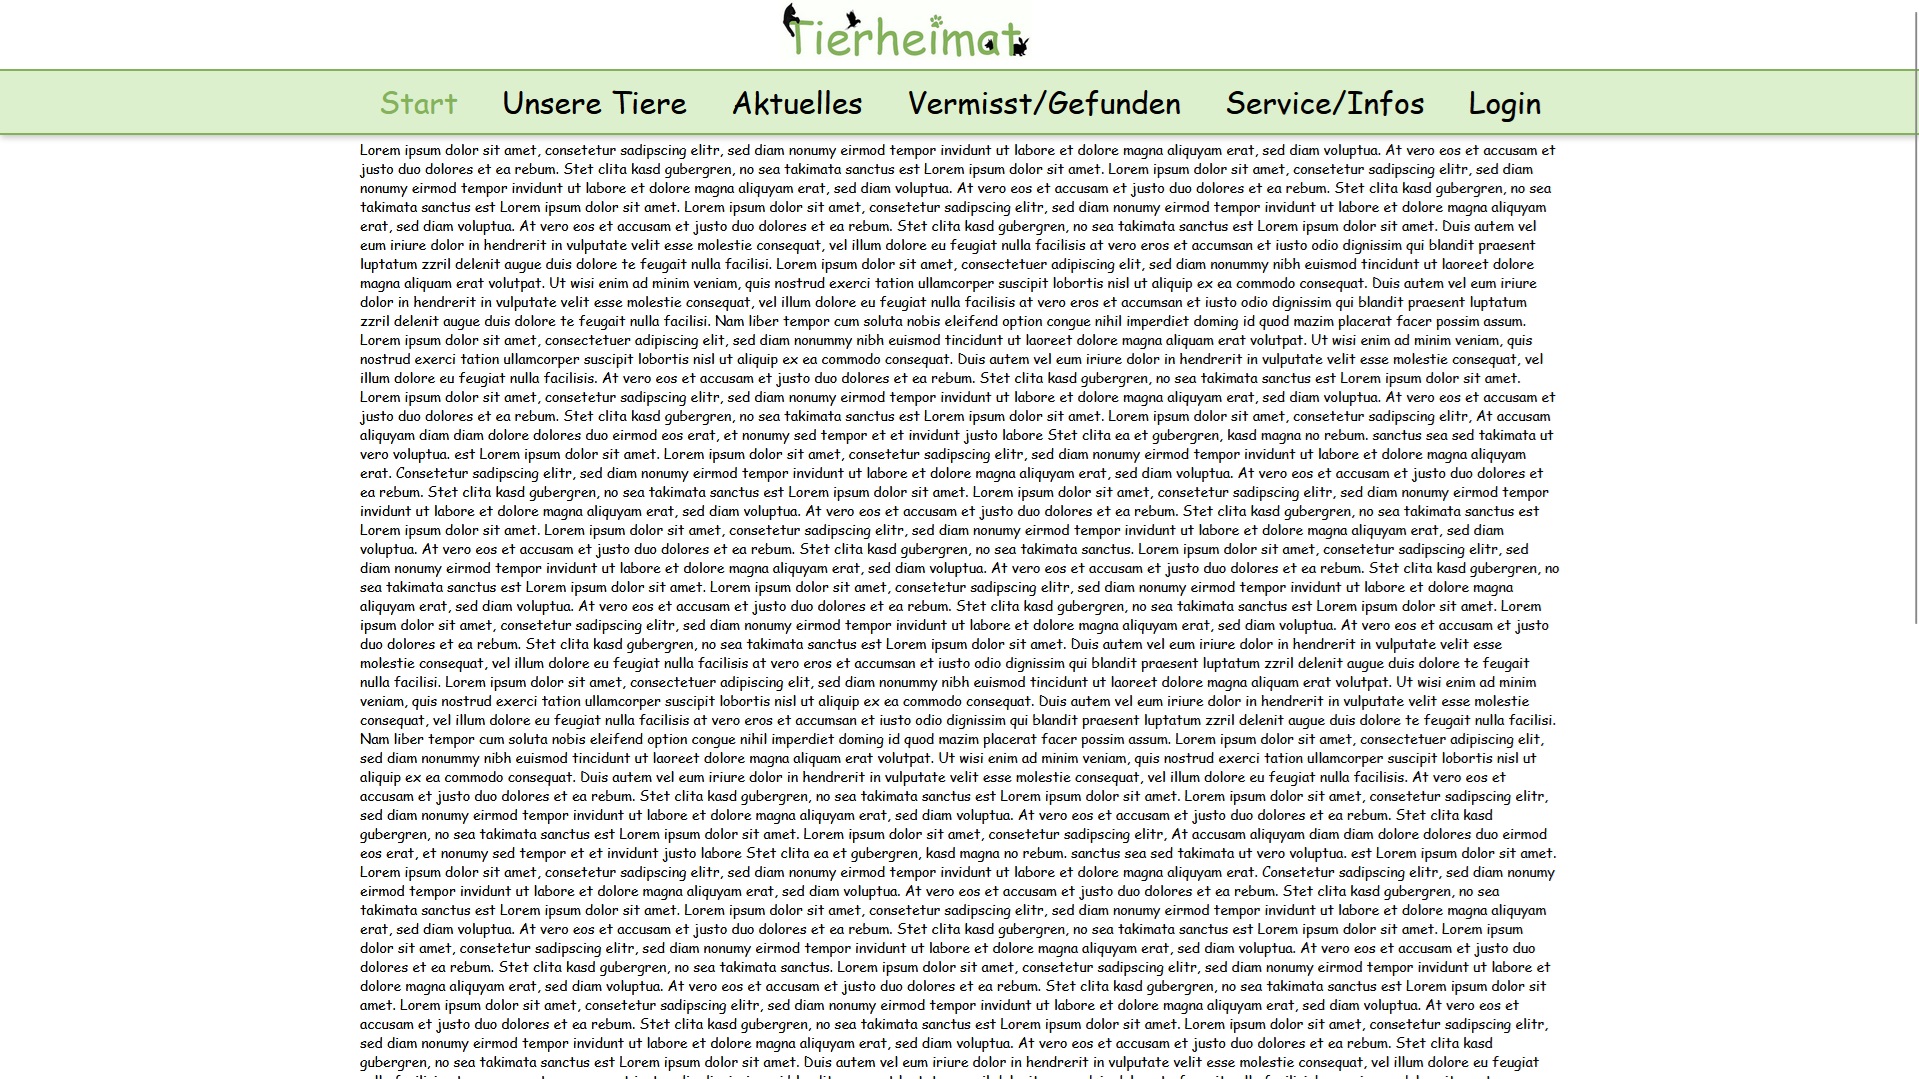 Tierheimat
Start Unsere Tiere Aktuelles Vermisst/Gefunden Service/Infos Login
Lorem ipsum dolor sit amet, consetetur sadipscing elitr, sed diam nonumy eirmod tempor invidunt ut labore et dolore magna aliquyam erat, sed diam voluptua. At vero eos et accusam et
justo duo dolores et ea rebum. Stet clita kasd gubergren, no sea takimata sanctus est Lorem ipsum dolor sit amet. Lorem ipsum dolor sit amet, consetetur sadipscing elitr, sed diam
nonumy eirmod tempor invidunt ut labore et dolore magna aliquyam erat, sed diam voluptua. At vero eos et accusam et justo duo dolores et ea rebum. Stet clita kasd gubergren, no sea
takimata sanctus est Lorem ipsum dolor sit amet. Lorem ipsum dolor sit amet, consetetur sadipscing elitr, sed diam nonumy eirmod tempor invidunt ut labore et dolore magna aliquyam
erat, sed diam voluptua. At vero eos et accusam et justo duo dolores et ea rebum. Stet clita kasd gubergren, no sea takimata sanctus est Lorem ipsum dolor sit amet. Duis autem vel
eum iriure dolor in hendrerit in vulputate velit esse molestie consequat, vel illum dolore eu feugiat nulla facilisis at vero eros et accumsan et iusto odio dignissim qui blandit praesent
luptatum zzril delenit augue duis dolore te feugait nulla facilisi. Lorem ipsum dolor sit amet, consectetuer adipiscing elit, sed diam nonummy nibh euismod tincidunt ut laoreet dolore
magna aliquam erat volutpat. Ut wisi enim ad minim veniam, quis nostrud exerci tation ullamcorper suscipit lobortis nisl ut aliquip ex ea commodo consequat. Duis autem vel eum iriure
dolor in hendrerit in vulputate velit esse molestie consequat, vel illum dolore eu feugiat nulla facilisis at vero eros et accumsan et iusto odio dignissim qui blandit praesent luptatum
zzril delenit augue duis dolore te feugait nulla facilisi. Nam liber tempor cum soluta nobis eleifend option congue nihil imperdiet doming id quod mazim placerat facer possim assum.
Lorem ipsum dolor sit amet, consectetuer adipiscing elit, sed diam nonummy nibh euismod tincidunt ut laoreet dolore magna aliquam erat volutpat. Ut wisi enim ad minim veniam, quis
nostrud exerci tation ullamcorper suscipit lobortis nisl ut aliquip ex ea commodo consequat. Duis autem vel eum iriure dolor in hendrerit in vulputate velit esse molestie consequat, vel
illum dolore eu feugiat nulla facilisis. At vero eos et accusam et justo duo dolores et ea rebum. Stet clita kasd gubergren, no sea takimata sanctus est Lorem ipsum dolor sit amet.
Lorem ipsum dolor sit amet, consetetur sadipscing elitr, sed diam nonumy eirmod tempor invidunt ut labore et dolore magna aliquyam erat, sed diam voluptua. At vero eos et accusam et
justo duo dolores et ea rebum. Stet clita kasd gubergren, no sea takimata sanctus est Lorem ipsum dolor sit amet. Lorem ipsum dolor sit amet, consetetur sadipscing elitr, At accusam
aliquyam diam diam dolore dolores duo eirmod eos erat, et nonumy sed tempor et et invidunt justo labore Stet clita ea et gubergren, kasd magna no rebum. sanctus sea sed takimata ut
vero voluptua. est Lorem ipsum dolor sit amet. Lorem ipsum dolor sit amet, consetetur sadipscing elitr, sed diam nonumy eirmod tempor invidunt ut labore et dolore magna aliquyam
erat. Consetetur sadipscing elitr, sed diam nonumy eirmod tempor invidunt ut labore et dolore magna aliquyam erat, sed diam voluptua. At vero eos et accusam et justo duo dolores et
ea rebum. Stet clita kasd gubergren, no sea takimata sanctus est Lorem ipsum dolor sit amet. Lorem ipsum dolor sit amet, consetetur sadipscing elitr, sed diam nonumy eirmod tempor
invidunt ut labore et dolore magna aliquyam erat, sed diam voluptua. At vero eos et accusam et justo duo dolores et ea rebum. Stet clita kasd gubergren, no sea takimata sanctus est
Lorem ipsum dolor sit amet. Lorem ipsum dolor sit amet, consetetur sadipscing elitr, sed diam nonumy eirmod tempor invidunt ut labore et dolore magna aliquyam erat, sed diam
voluptua. At vero eos et accusam et justo duo dolores et ea rebum. Stet clita kasd gubergren, no sea takimata sanctus. Lorem ipsum dolor sit amet, consetetur sadipscing elitr, sed
diam nonumy eirmod tempor invidunt ut labore et dolore magna aliquyam erat, sed diam voluptua. At vero eos et accusam et justo duo dolores et ea rebum. Stet clita kasd gubergren, no
sea takimata sanctus est Lorem ipsum dolor sit amet. Lorem ipsum dolor sit amet, consetetur sadipscing elitr, sed diam nonumy eirmod tempor invidunt ut labore et dolore magna
aliquyam erat, sed diam voluptua. At vero eos et accusam et justo duo dolores et ea rebum. Stet clita kasd gubergren, no sea takimata sanctus est Lorem ipsum dolor sit amet. Lorem
ipsum dolor sit amet, consetetur sadipscing elitr, sed diam nonumy eirmod tempor invidunt ut labore et dolore magna aliquyam erat, sed diam voluptua. At vero eos et accusam et justo
duo dolores et ea rebum. Stet clita kasd gubergren, no sea takimata sanctus est Lorem ipsum dolor sit amet. Duis autem vel eum iriure dolor in hendrerit in vulputate velit esse
molestie consequat, vel illum dolore eu feugiat nulla facilisis at vero eros et accumsan et iusto odio dignissim qui blandit praesent luptatum zzril delenit augue duis dolore te feugait
nulla facilisi. Lorem ipsum dolor sit amet, consectetuer adipiscing elit, sed diam nonummy nibh euismod tincidunt ut laoreet dolore magna aliquam erat volutpat. Ut wisi enim ad minim
veniam, quis nostrud exerci tation ullamcorper suscipit lobortis nisl ut aliquip ex ea commodo consequat. Duis autem vel eum iriure dolor in hendrerit in vulputate velit esse molestie
consequat, vel illum dolore eu feugiat nulla facilisis at vero eros et accumsan et iusto odio dignissim qui blandit praesent luptatum zzril delenit augue duis dolore te feugait nulla facilisi.
Nam liber tempor cum soluta nobis eleifend option congue nihil imperdiet doming id quod mazim placerat facer possim assum. Lorem ipsum dolor sit amet, consectetuer adipiscing elit,
sed diam nonummy nibh euismod tincidunt ut laoreet dolore magna aliquam erat volutpat. Ut wisi enim ad minim veniam, quis nostrud exerci tation ullamcorper suscipit lobortis nisl ut
aliquip ex ea commodo consequat. Duis autem vel eum iriure dolor in hendrerit in vulputate velit esse molestie consequat, vel illum dolore eu feugiat nulla facilisis. At vero eos et
accusam et justo duo dolores et ea rebum. Stet clita kasd gubergren, no sea takimata sanctus est Lorem ipsum dolor sit amet. Lorem ipsum dolor sit amet, consetetur sadipscing elitr,
sed diam nonumy eirmod tempor invidunt ut labore et dolore magna aliquyam erat, sed diam voluptua. At vero eos et accusam et justo duo dolores et ea rebum. Stet clita kasd
gubergren, no sea takimata sanctus est Lorem ipsum dolor sit amet. Lorem ipsum dolor sit amet, consetetur sadipscing elitr, At accusam aliquyam diam diam dolore dolores duo eirmod
eos erat, et nonumy sed tempor et et invidunt justo labore Stet clita ea et gubergren, kasd magna no rebum. sanctus sea sed takimata ut vero voluptua. est Lorem ipsum dolor sit amet.
Lorem ipsum dolor sit amet, consetetur sadipscing elitr, sed diam nonumy eirmod tempor invidunt ut labore et dolore magna aliquyam erat. Consetetur sadipscing elitr, sed diam nonumy
eirmod tempor invidunt ut labore et dolore magna aliquyam erat, sed diam voluptua. At vero eos et accusam et justo duo dolores et ea rebum. Stet clita kasd gubergren, no sea
takimata sanctus est Lorem ipsum dolor sit amet. Lorem ipsum dolor sit amet, consetetur sadipscing elitr, sed diam nonumy eirmod tempor invidunt ut labore et dolore magna aliquyam
erat, sed diam voluptua. At vero eos et accusam et justo duo dolores et ea rebum. Stet clita kasd gubergren, no sea takimata sanctus est Lorem ipsum dolor sit amet. Lorem ipsum
dolor sit amet, consetetur sadipscing elitr, sed diam nonumy eirmod tempor invidunt ut labore et dolore magna aliquyam erat, sed diam voluptua. At vero eos et accusam et justo duo
dolores et ea rebum. Stet clita kasd gubergren, no sea takimata sanctus. Lorem ipsum dolor sit amet, consetetur sadipscing elitr, sed diam nonumy eirmod tempor invidunt ut labore et
dolore magna aliquyam erat, sed diam voluptua. At vero eos et accusam et justo duo dolores et ea rebum. Stet clita kasd gubergren, no sea takimata sanctus est Lorem ipsum dolor sit
amet. Lorem ipsum dolor sit amet, consetetur sadipscing elitr, sed diam nonumy eirmod tempor invidunt ut labore et dolore magna aliquyam erat, sed diam voluptua. At vero eos et
accusam et justo duo dolores et ea rebum. Stet clita kasd gubergren, no sea takimata sanctus est Lorem ipsum dolor sit amet. Lorem ipsum dolor sit amet, consetetur sadipscing elitr,
sed diam nonumy eirmod tempor invidunt ut labore et dolore magna aliquyam erat, sed diam voluptua. At vero eos et accusam et justo duo dolores et ea rebum. Stet clita kasd
gubergren, no sea takimata sanctus est Lorem ipsum dolor sit amet. Duis autem vel eum iriure dolor in hendrerit in vulputate velit esse molestie consequat, vel illum dolore eu feugiat